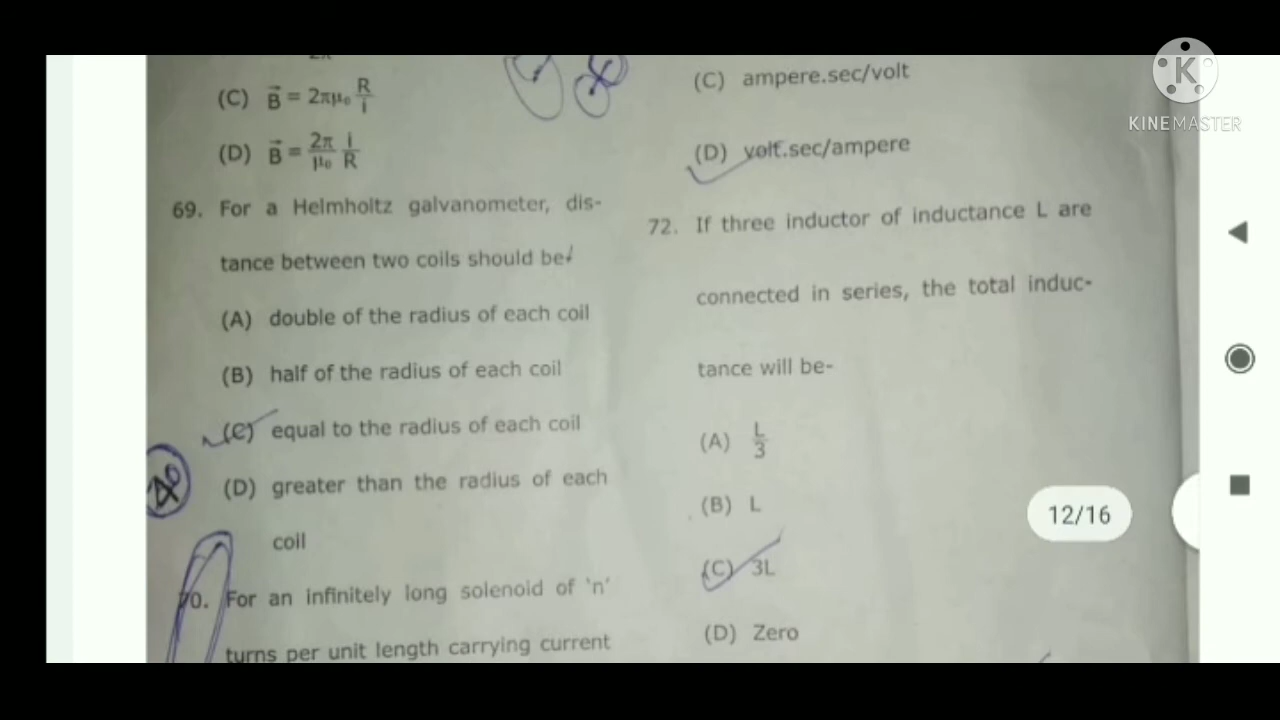 (C) B⃗ = 2πμ₀ R/i
(D) B⃗ = 2π/μ₀ i/R
69. For a Helmholtz galvanometer, dis-
tance between two coils should be
(A) double of the radius of each coil
(B) half of the radius of each coil
(C) equal to the radius of each coil
(D) greater than the radius of each
coil
70. For an infinitely long solenoid of 'n'
turns per unit length carrying current
(C) ampere.sec/volt
(D) volt.sec/ampere
72. If three inductor of inductance L are
connected in series, the total induc-
tance will be-
(A) L/3
(B) L
(C) 3L
(D) Zero
12/16
K
KINEMASTER